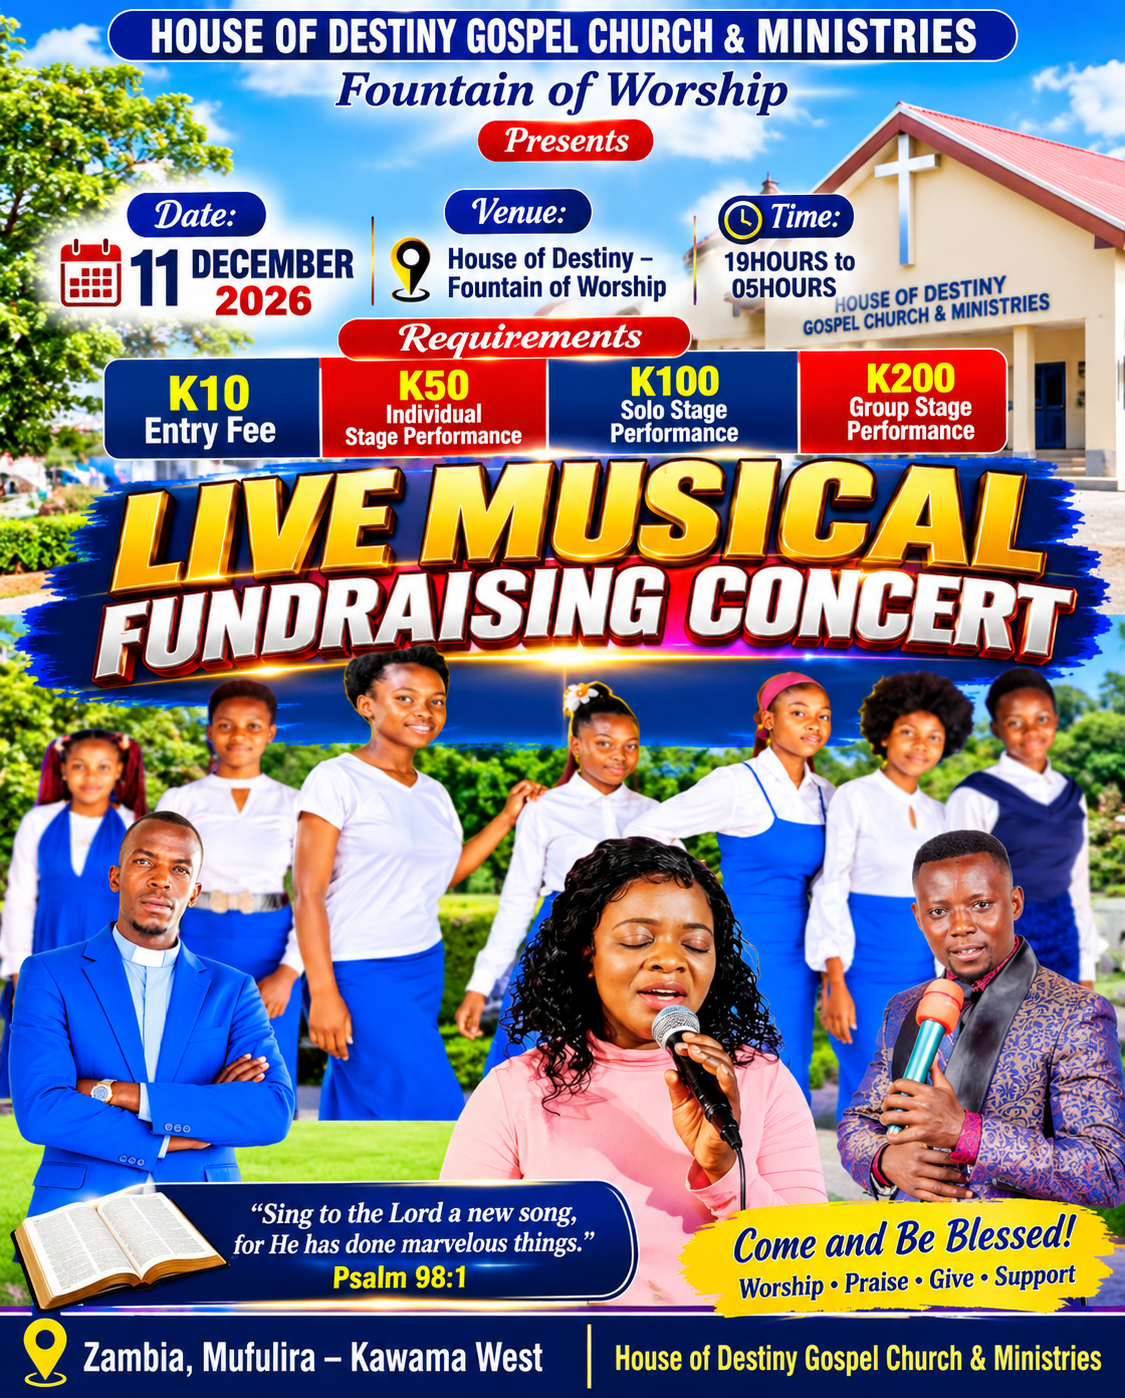 HOUSE OF DESTINY GOSPEL CHURCH & MINISTRIES
Fountain of Worship
Presents
Date:
11 DECEMBER
2026
Venue:
House of Destiny –
Fountain of Worship
Time:
19HOURS to
05HOURS
HOUSE OF DESTINY
GOSPEL CHURCH & MINISTRIES
Requirements
K10
Entry Fee
K50
Individual
Stage Performance
K100
Solo Stage
Performance
K200
Group Stage
Performance
LIVE MUSICAL
FUNDRAISING CONCERT
“Sing to the Lord a new song,
for He has done marvelous things.”
Psalm 98:1
Come and Be Blessed!
Worship • Praise • Give • Support
Zambia, Mufulira – Kawama West
House of Destiny Gospel Church & Ministries